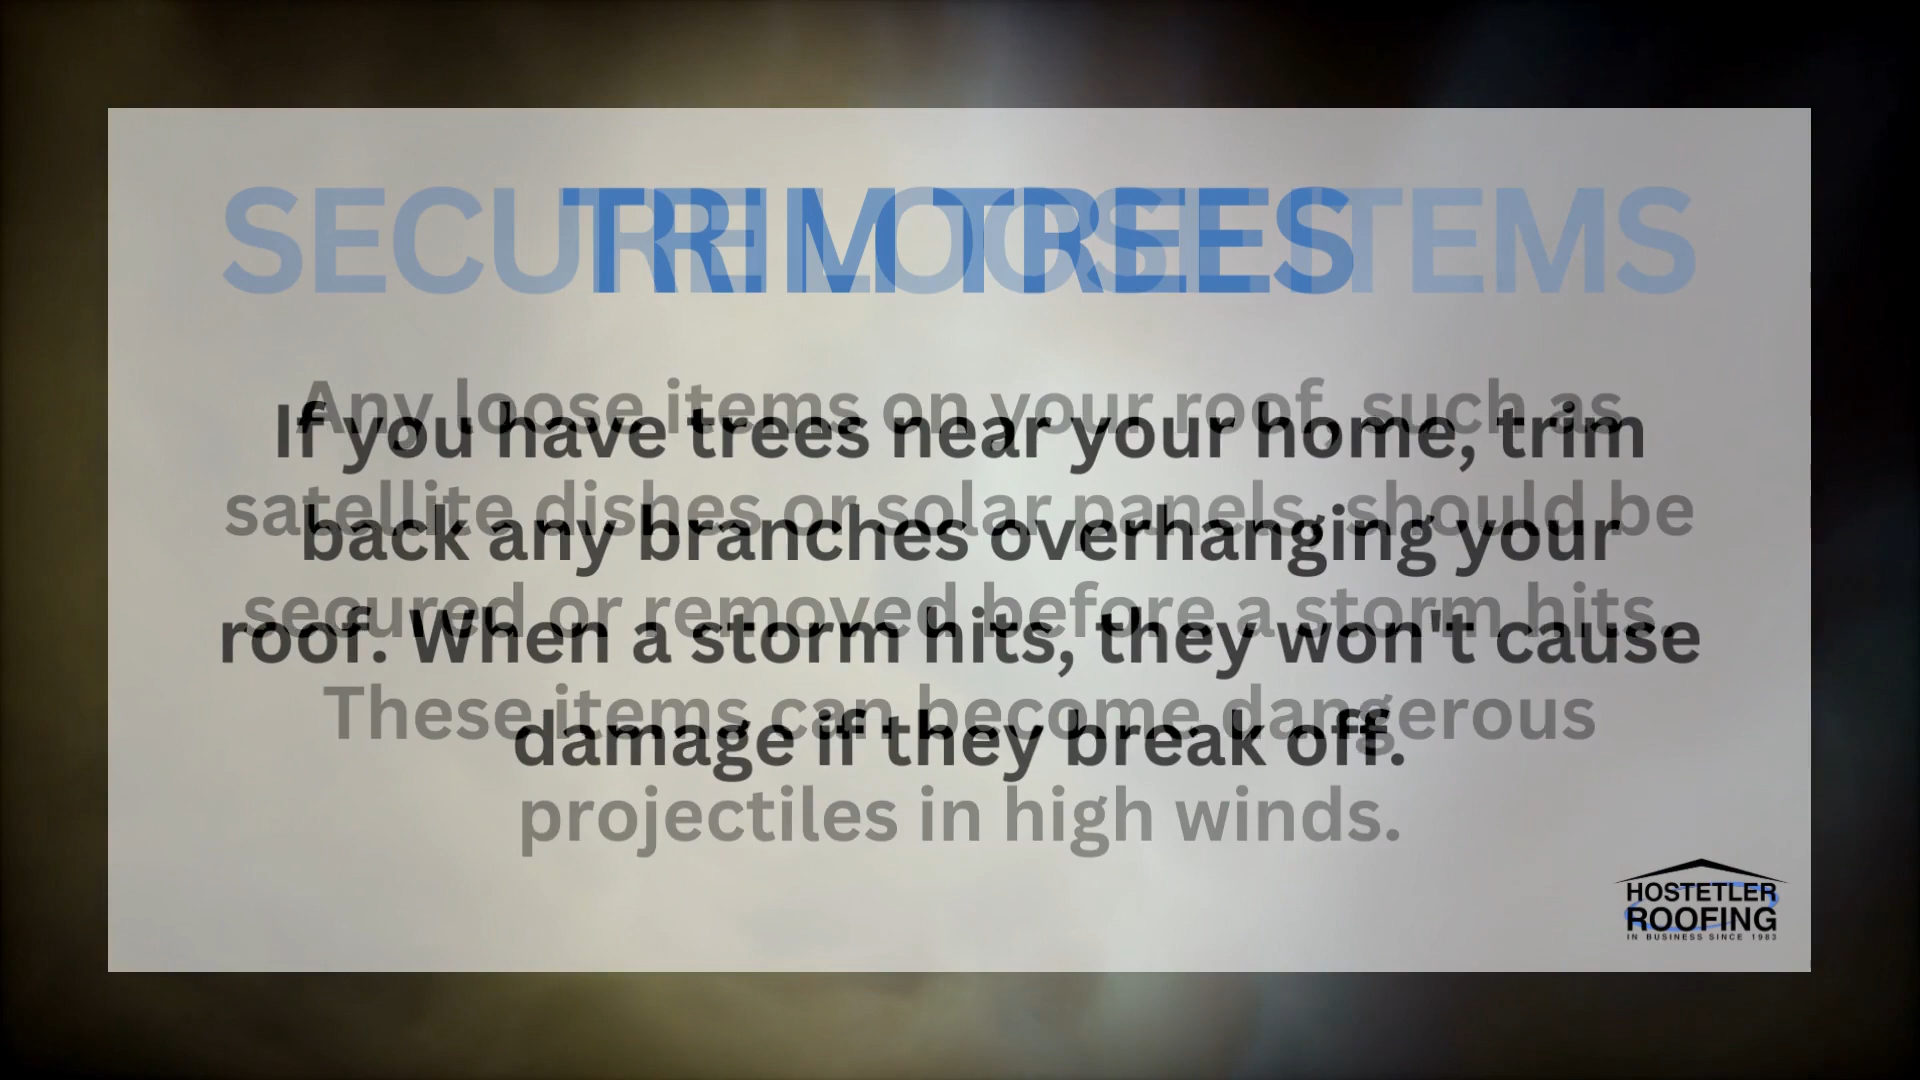 SECURE LOOSE ITEMS
TRIM TREES
Any loose items on your roof, such as
satellite dishes or solar panels, should be
secured or removed before a storm hits.
These items can become dangerous
projectiles in high winds.
If you have trees near your home, trim
back any branches overhanging your
roof. When a storm hits, they won't cause
damage if they break off.
HOSTETLER
ROOFING
IN BUSINESS SINCE 1983